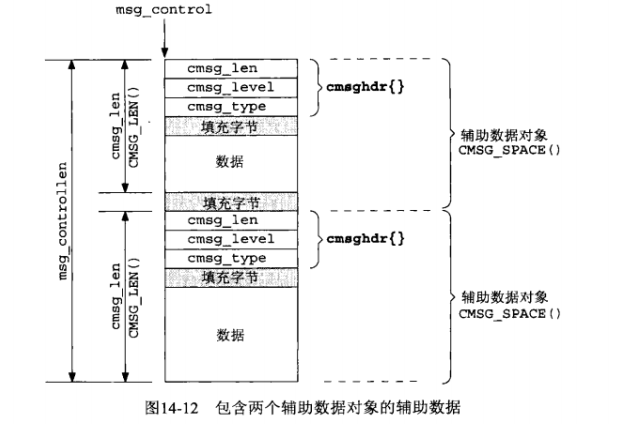 msg_control
cmsg_len
cmsg_level
cmsg_type
cmsghdr{}
填充字节
数据
cmsg_len
CMSG_LEN()
辅助数据对象
CMSG_SPACE()
填充字节
msg_controllen
cmsg_len
cmsg_level
cmsg_type
cmsghdr{}
填充字节
数据
cmsg_len
CMSG_LEN()
辅助数据对象
CMSG_SPACE()
图14-12 包含两个辅助数据对象的辅助数据